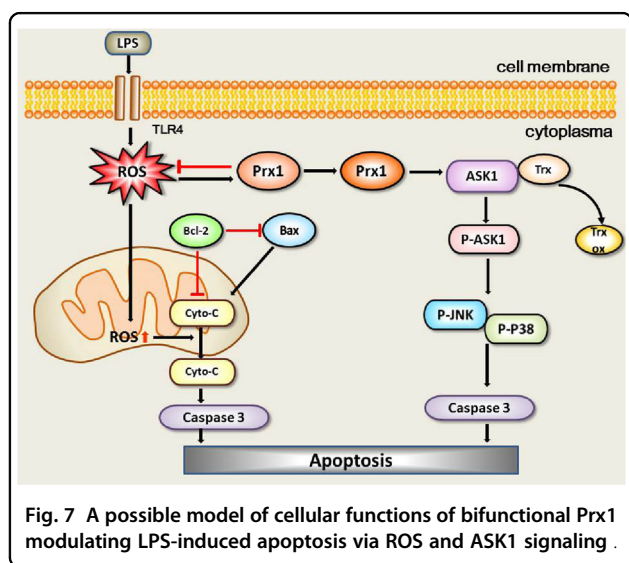 LPS
cell membrane
TLR4
cytoplasma
ROS
Prx1
Prx1
ASK1
Trx
Bcl-2
Bax
P-ASK1
Trx
ox
Cyto-C
P-JNK
P-P38
ROS
Cyto-C
Caspase 3
Caspase 3
Apoptosis
Fig. 7 A possible model of cellular functions of bifunctional Prx1
modulating LPS-induced apoptosis via ROS and ASK1 signaling .